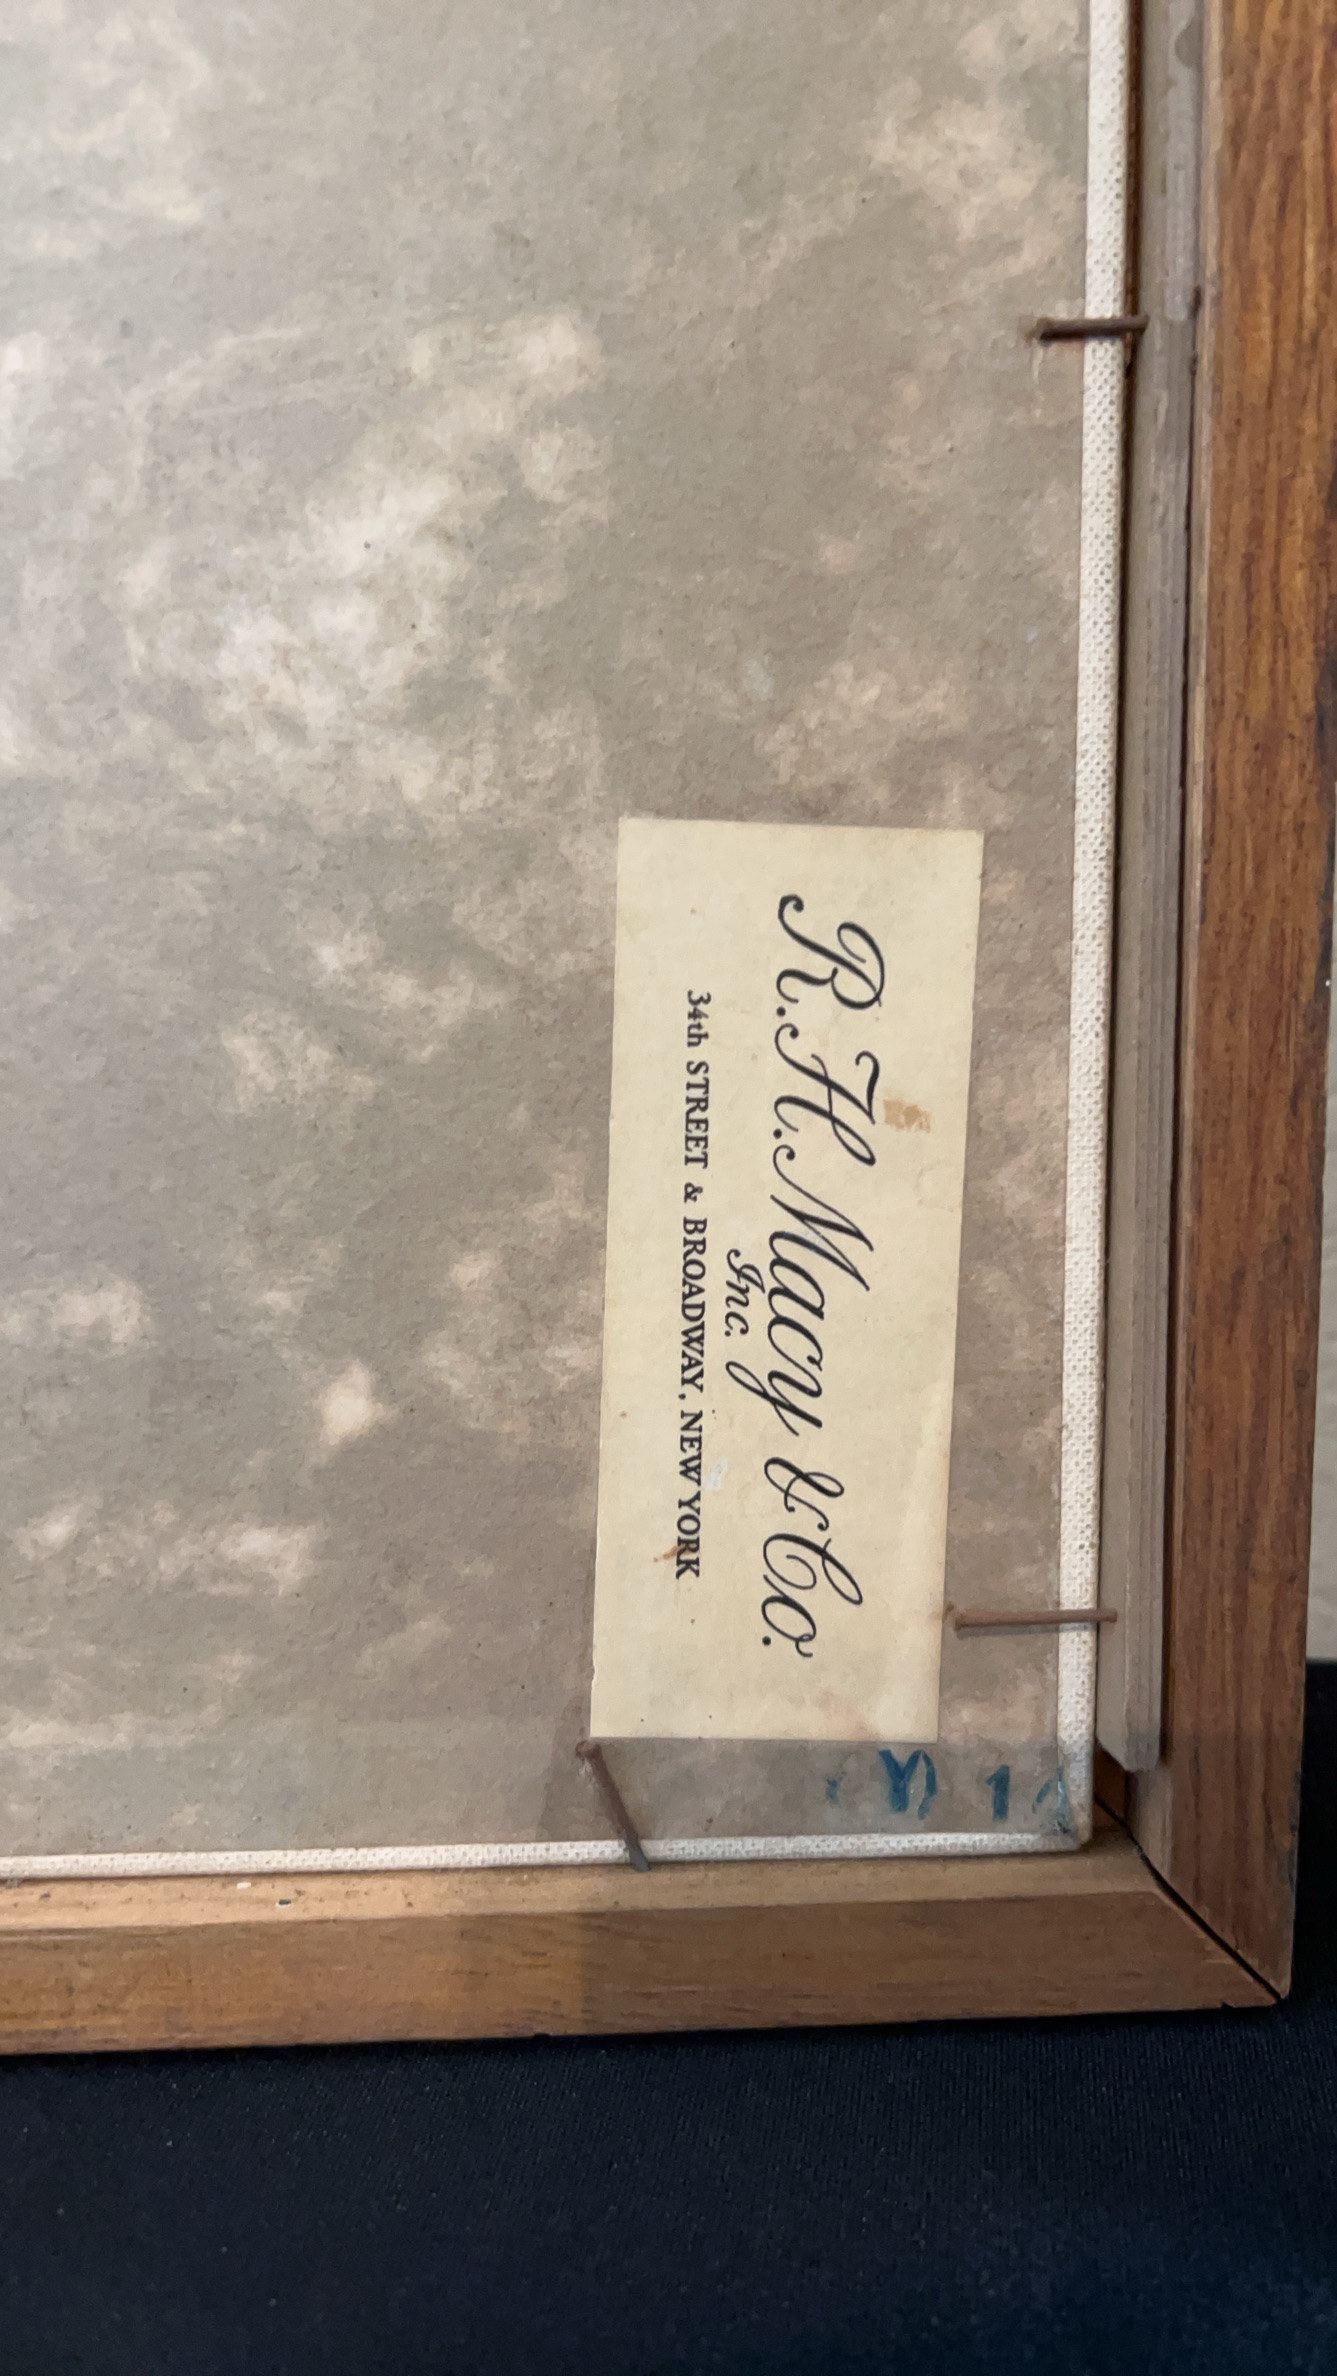 R. H. Macy & Co.
Inc.
34th STREET & BROADWAY, NEW YORK